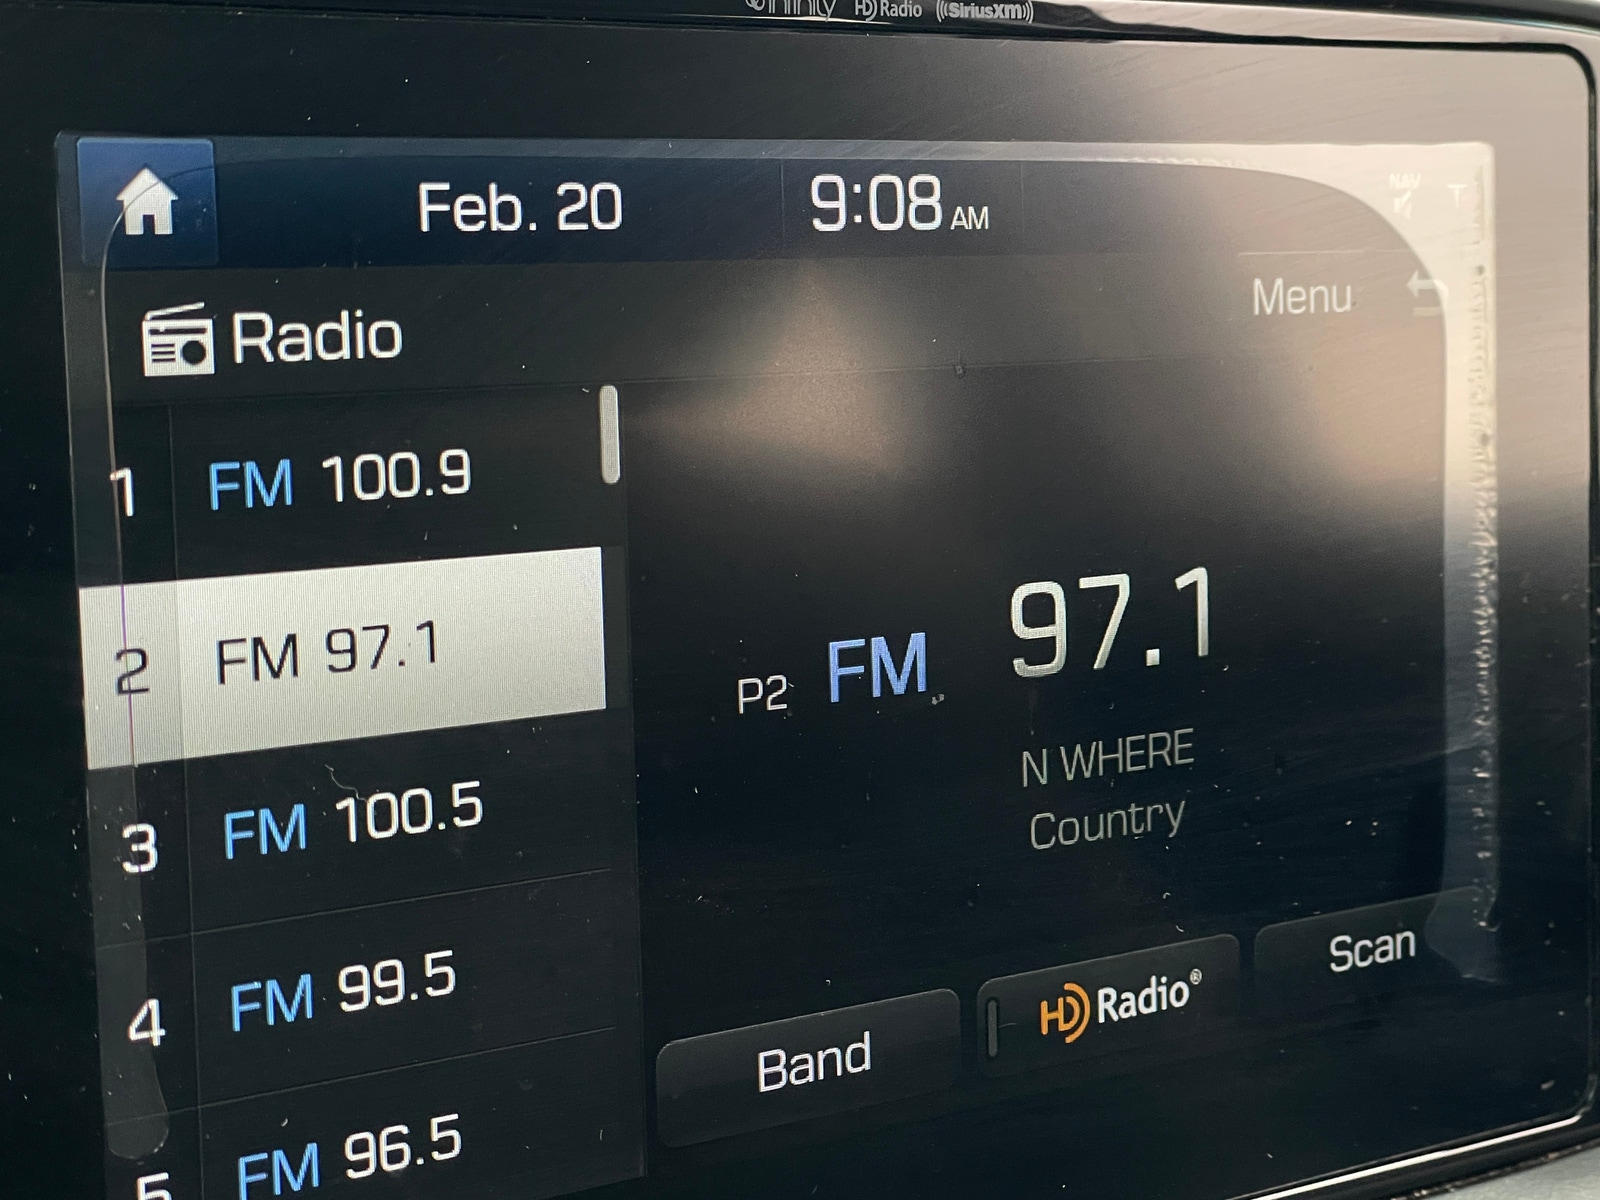 HD Radio ((SiriusXM))
Feb. 20 9:08 AM
NAV
Radio
Menu
1 FM 100.9
2 FM 97.1
3 FM 100.5
4 FM 99.5
5 FM 96.5
P2 FM 97.1
N WHERE
Country
Band
HD Radio®
Scan